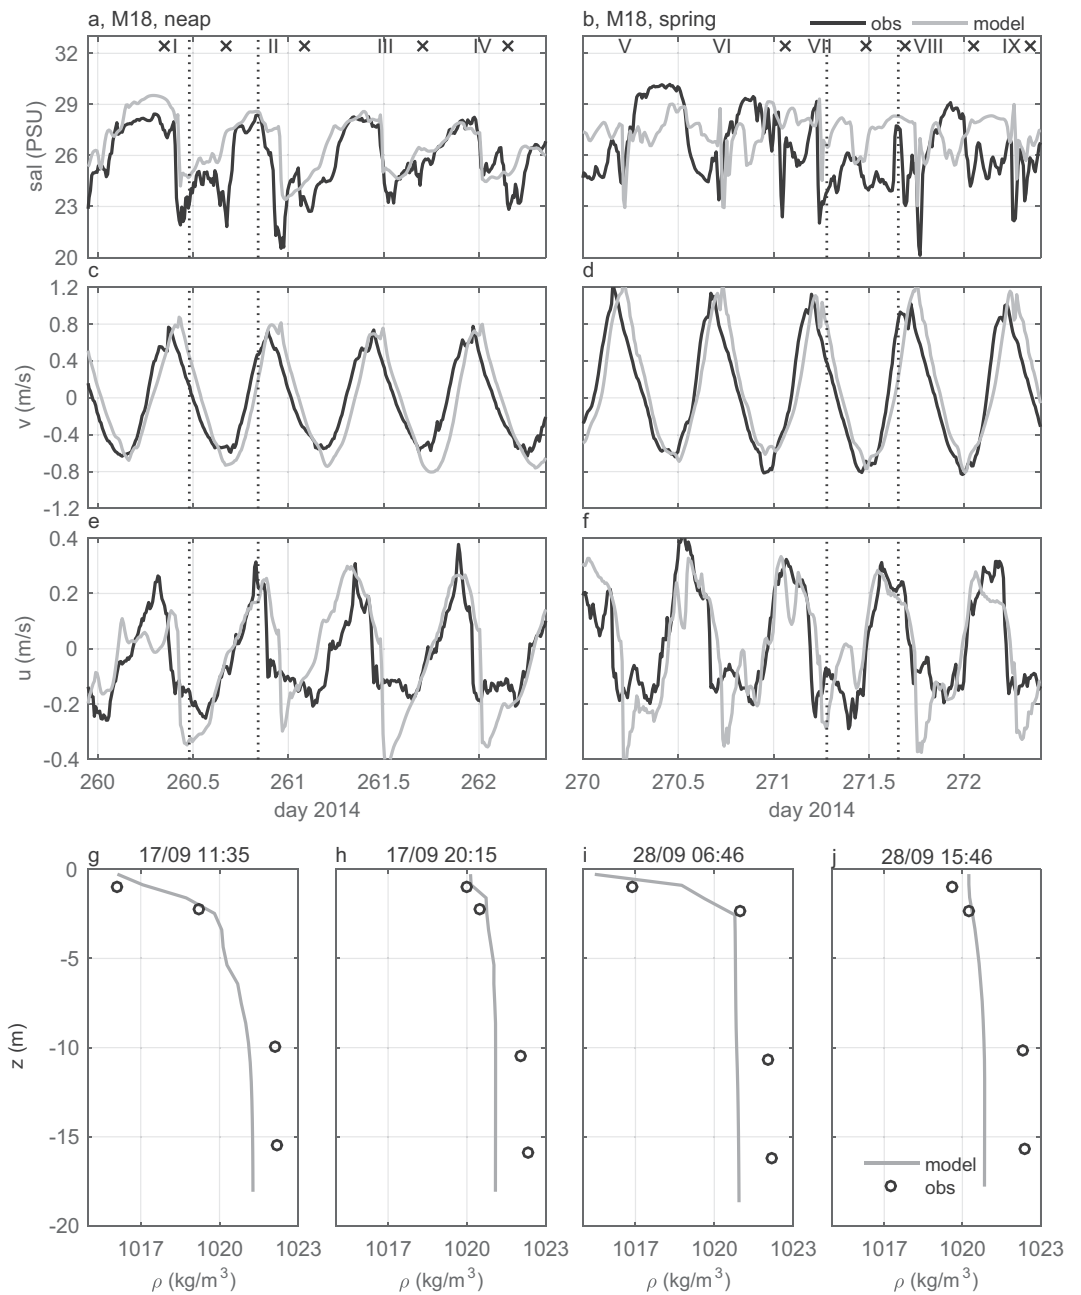 a, M18, neap
b, M18, spring
obs
model
× I × II × III × IV ×
V VI × VII × × VIII × IX ×
32
29
26
23
20
sal (PSU)
c
d
1.2
0.8
0.4
0
-0.4
-0.8
-1.2
v (m/s)
e
f
0.4
0.2
0
-0.2
-0.4
u (m/s)
260 260.5 261 261.5 262
270 270.5 271 271.5 272
day 2014
day 2014
g 17/09 11:35
h 17/09 20:15
i 28/09 06:46
j 28/09 15:46
0
-5
-10
-15
-20
z (m)
model
obs
1017 1020 1023
1017 1020 1023
1017 1020 1023
1017 1020 1023
ρ (kg/m³)
ρ (kg/m³)
ρ (kg/m³)
ρ (kg/m³)